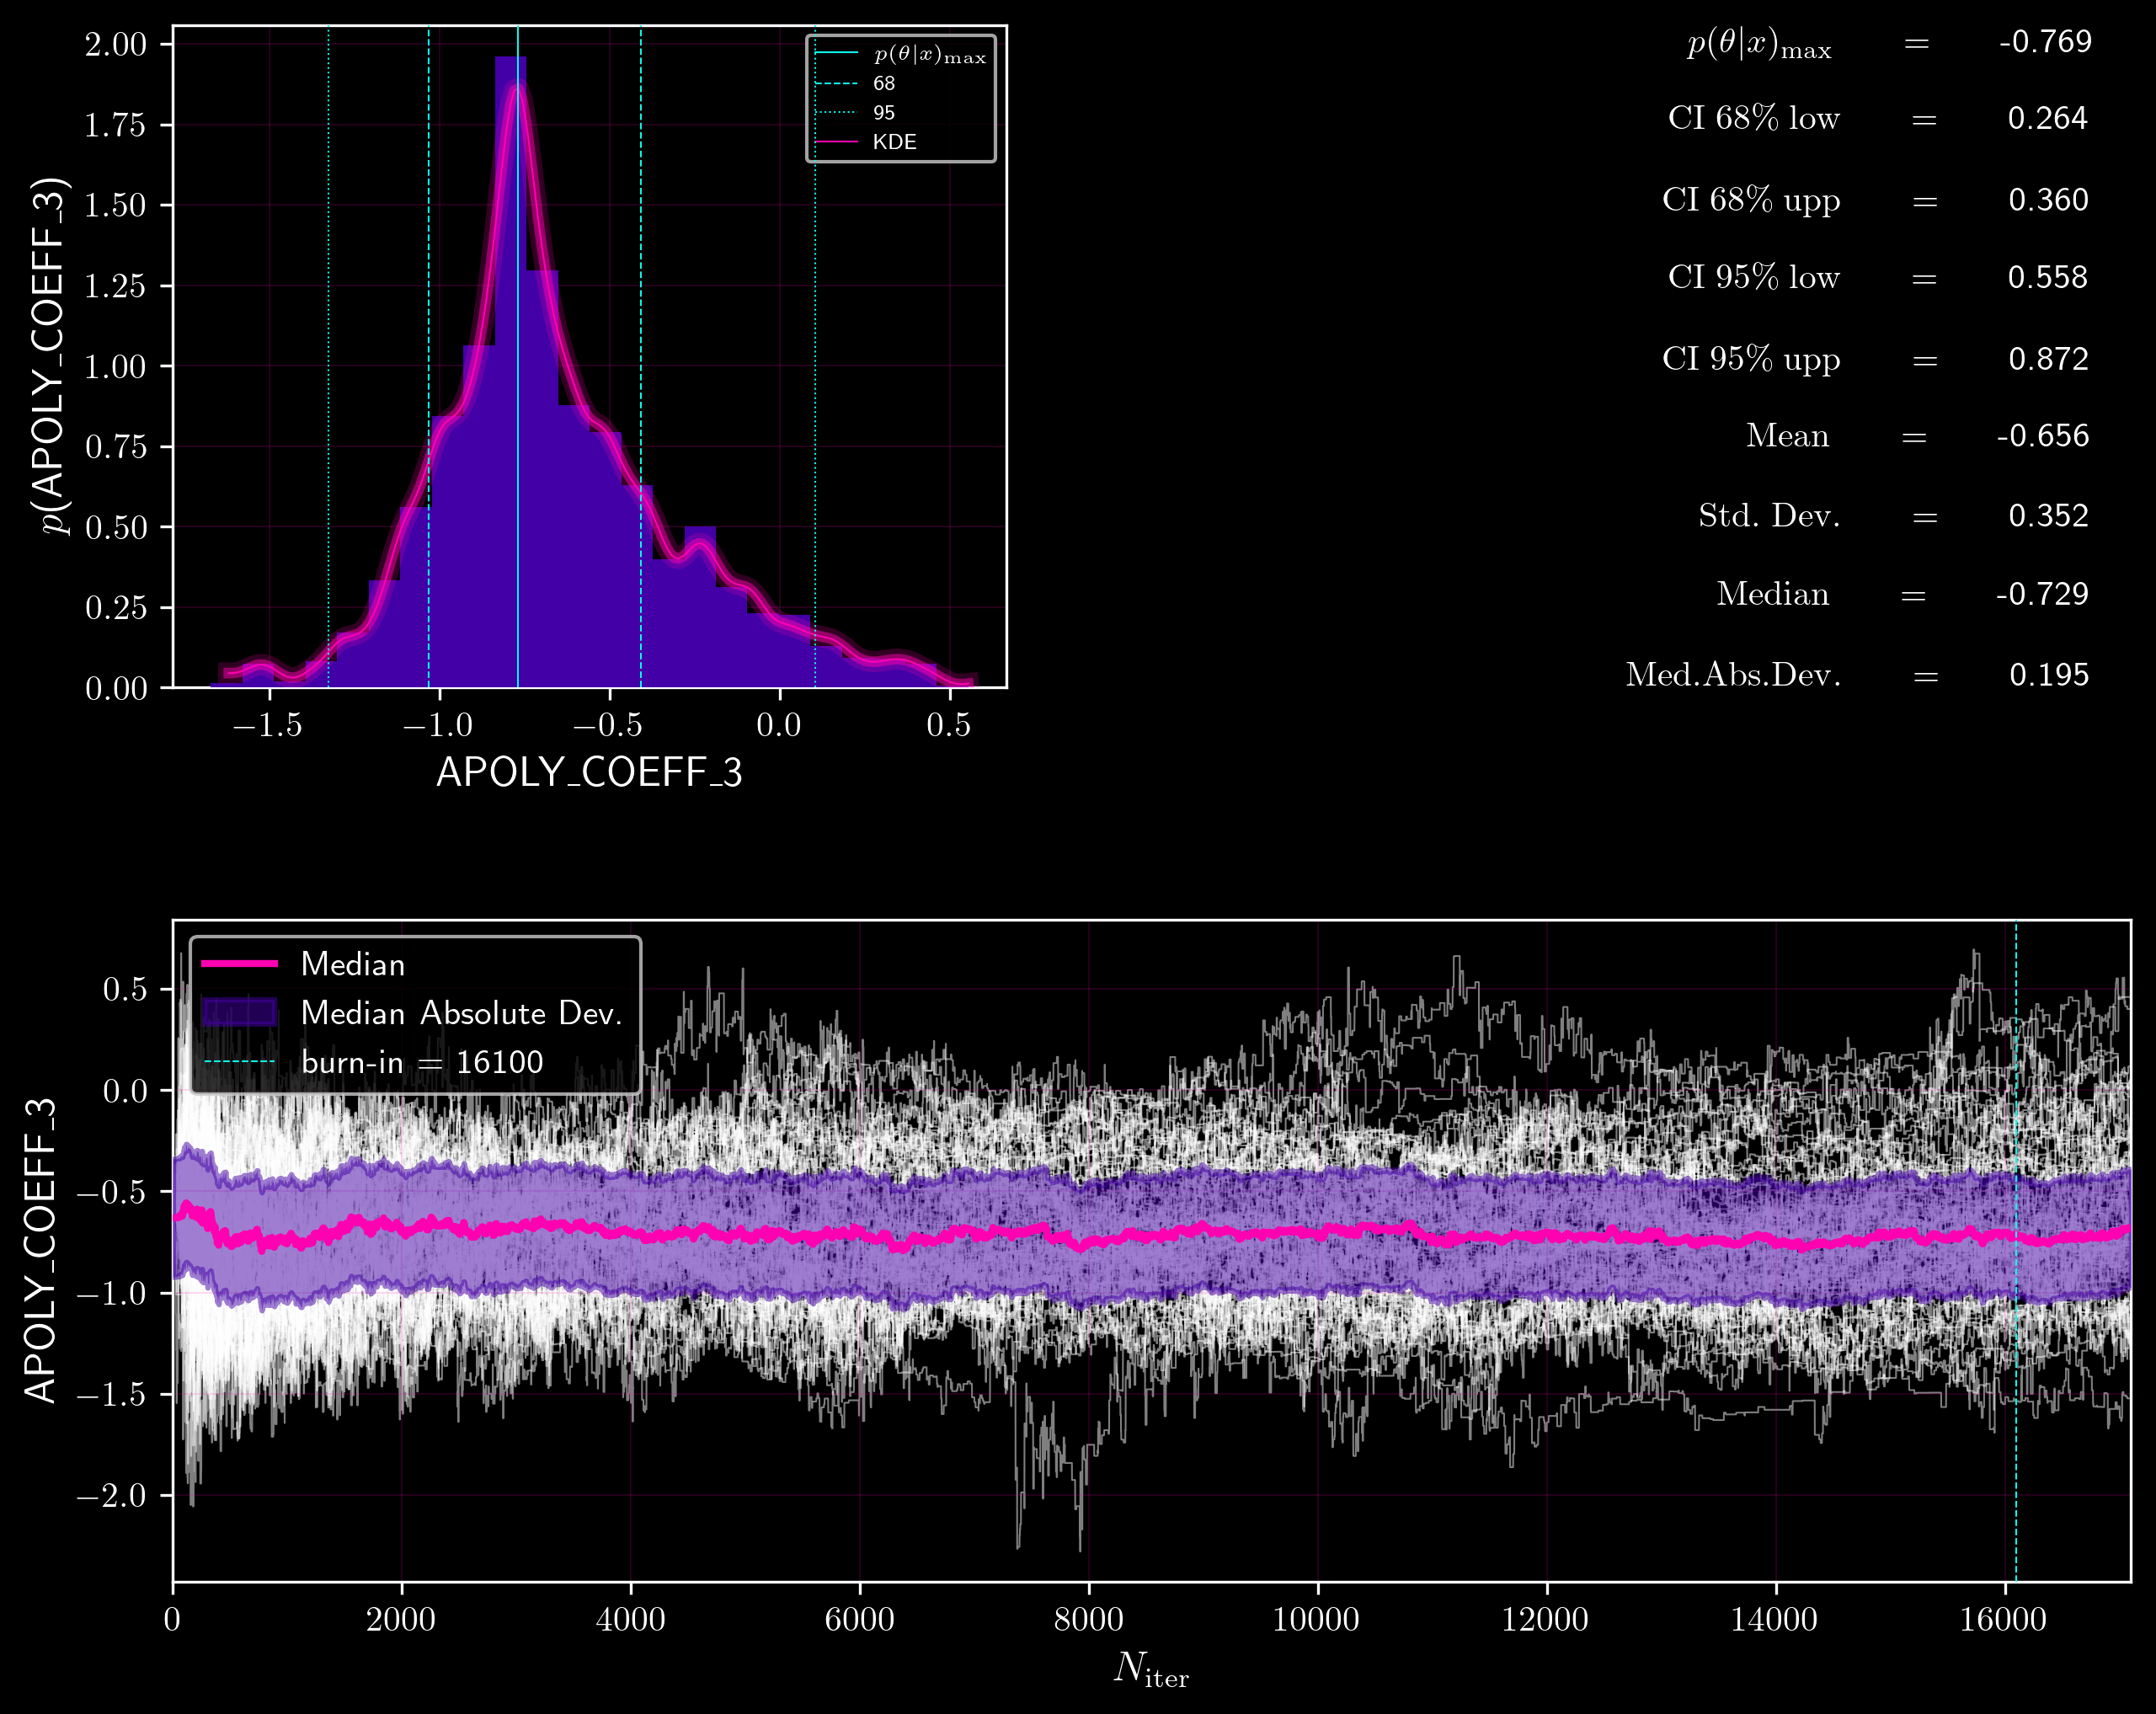 p(θ|x)max
68
95
KDE
2.00
1.75
1.50
1.25
1.00
0.75
0.50
0.25
0.00
p(APOLY_COEFF_3)
−1.5 −1.0 −0.5 0.0 0.5
APOLY_COEFF_3
p(θ|x)max = -0.769
CI 68% low = 0.264
CI 68% upp = 0.360
CI 95% low = 0.558
CI 95% upp = 0.872
Mean = -0.656
Std. Dev. = 0.352
Median = -0.729
Med.Abs.Dev. = 0.195
Median
Median Absolute Dev.
burn-in = 16100
0.5
0.0
−0.5
−1.0
−1.5
−2.0
APOLY_COEFF_3
0 2000 4000 6000 8000 10000 12000 14000 16000
Niter